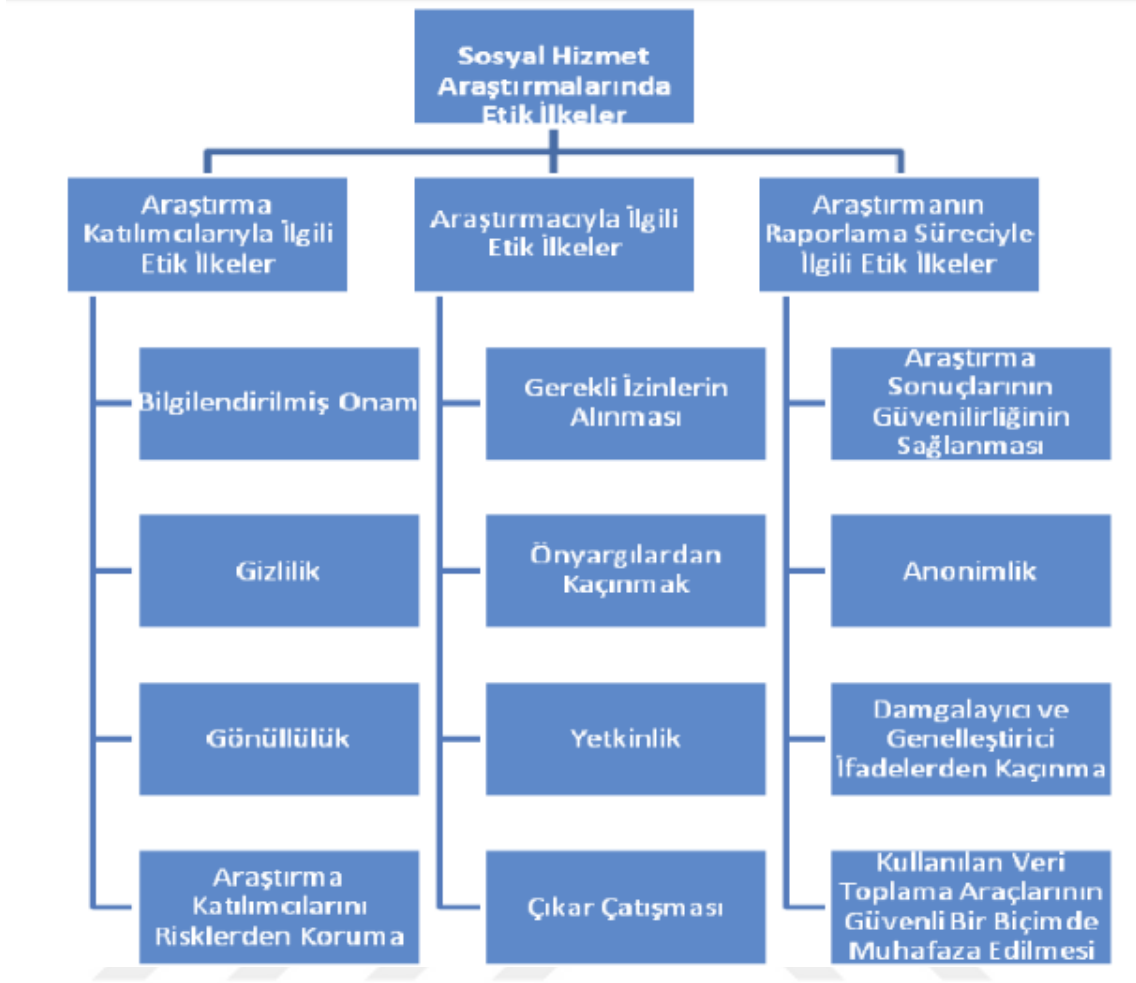 Sosyal Hizmet
Araştırmalarında
Etik İlkeler
Araştırma
Katılımcılarıyla İlgili
Etik İlkeler
Bilgilendirilmiş Onam
Gizlilik
Gönüllülük
Araştırma
Katılımcılarını
Risklerden Koruma
Araştırmacıyla İlgili
Etik İlkeler
Gerekli İzinlerin
Alınması
Önyargılardan
Kaçınmak
Yetkinlik
Çıkar Çatışması
Araştırmanın
Raporlama Süreciyle
İlgili Etik İlkeler
Araştırma
Sonuçlarının
Güvenilirliğinin
Sağlanması
Anonimlik
Damgalayıcı ve
Genelleştirici
İfadelerden Kaçınma
Kullanılan Veri
Toplama Araçlarının
Güvenli Bir Biçimde
Muhafaza Edilmesi